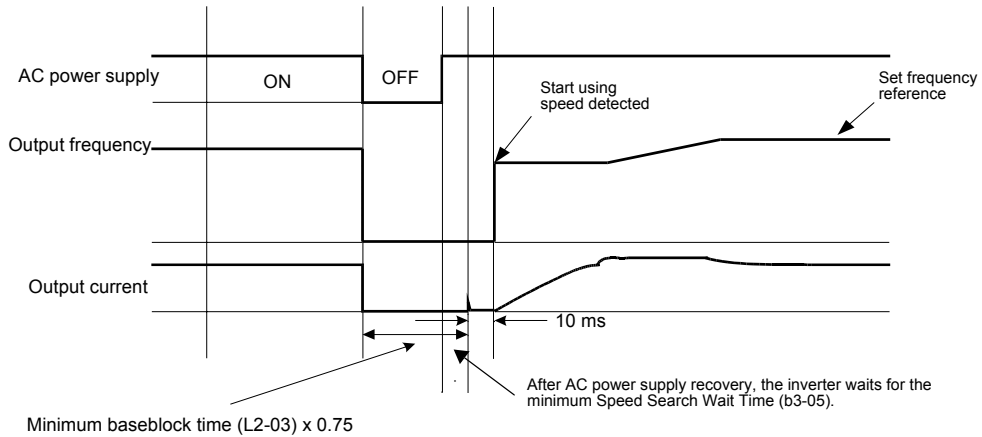 AC power supply
ON
OFF
Start using
speed detected
Set frequency
reference
Output frequency
Output current
10 ms
After AC power supply recovery, the inverter waits for the
minimum Speed Search Wait Time (b3-05).
Minimum baseblock time (L2-03) x 0.75